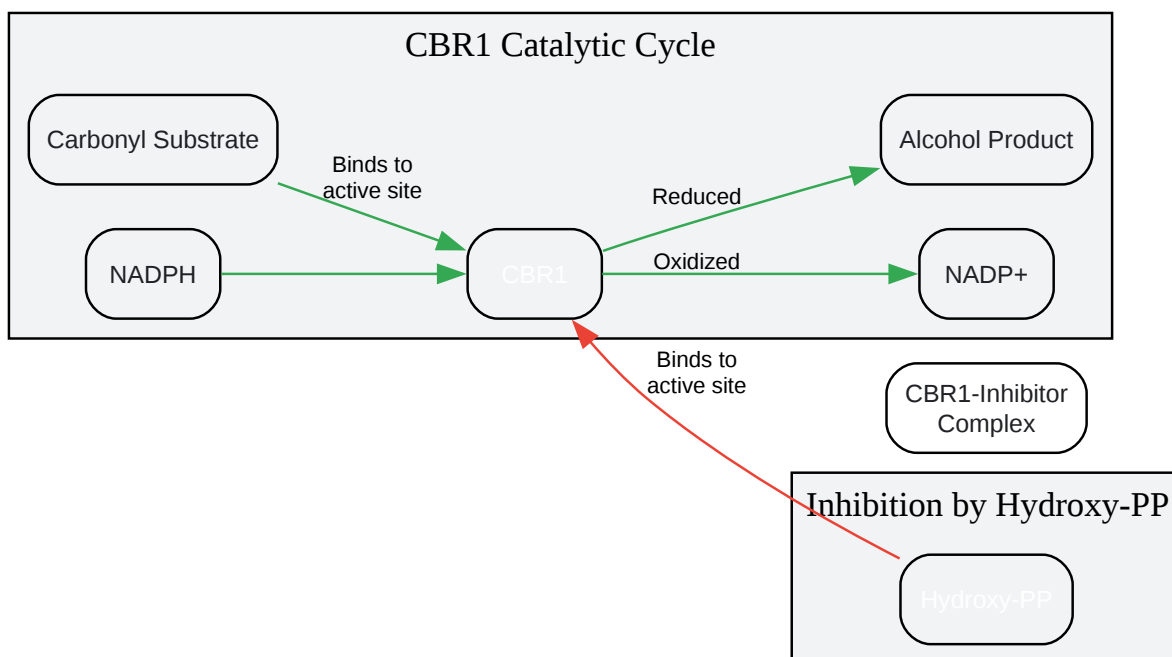 CBR1 Catalytic Cycle
Carbonyl Substrate
Alcohol Product
Binds to
active site
Reduced
NADPH
CBR1
Oxidized
NADP+
Binds to
active site
CBR1-Inhibitor
Complex
Inhibition by Hydroxy-PP
Hydroxy-PP